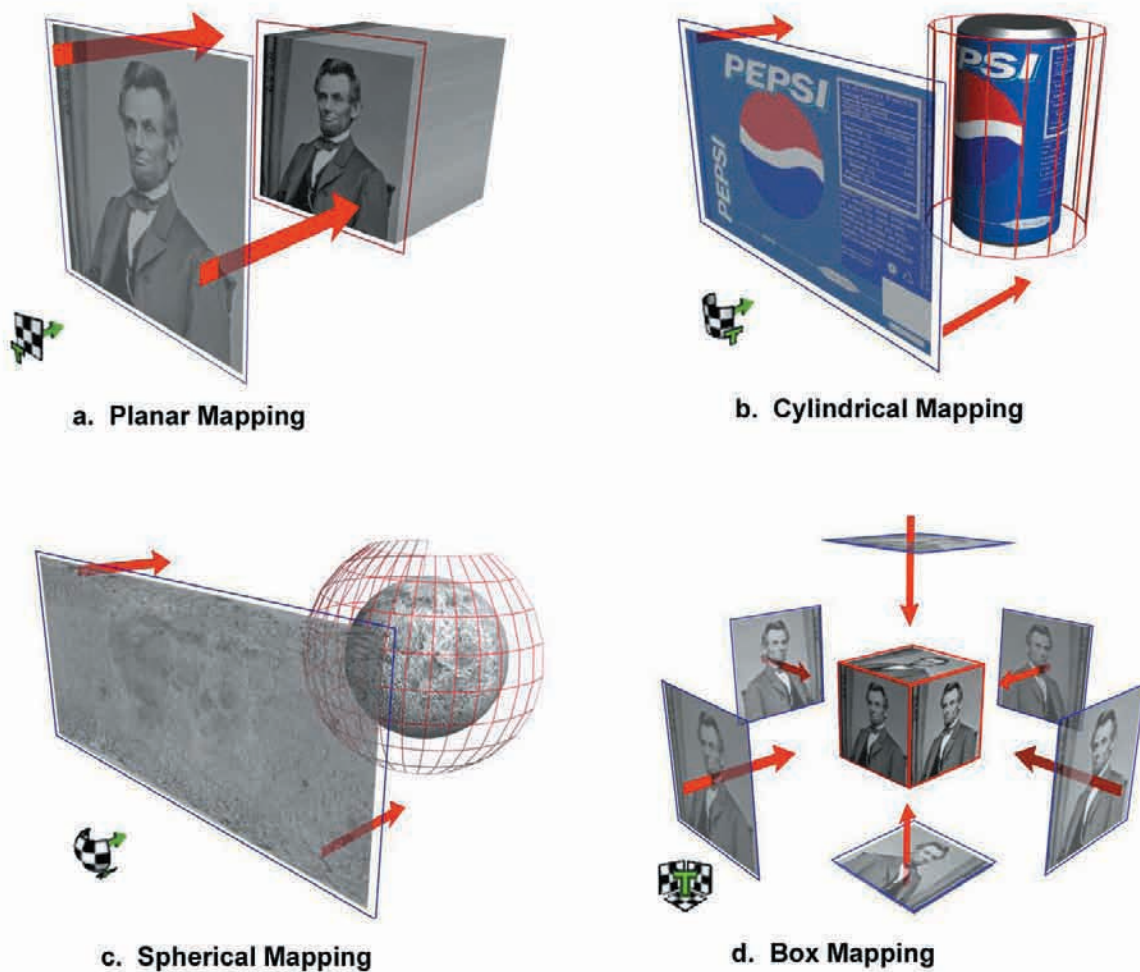 PEPSI
PEPSI
PSI
T
a. Planar Mapping
b. Cylindrical Mapping
T
c. Spherical Mapping
T
d. Box Mapping